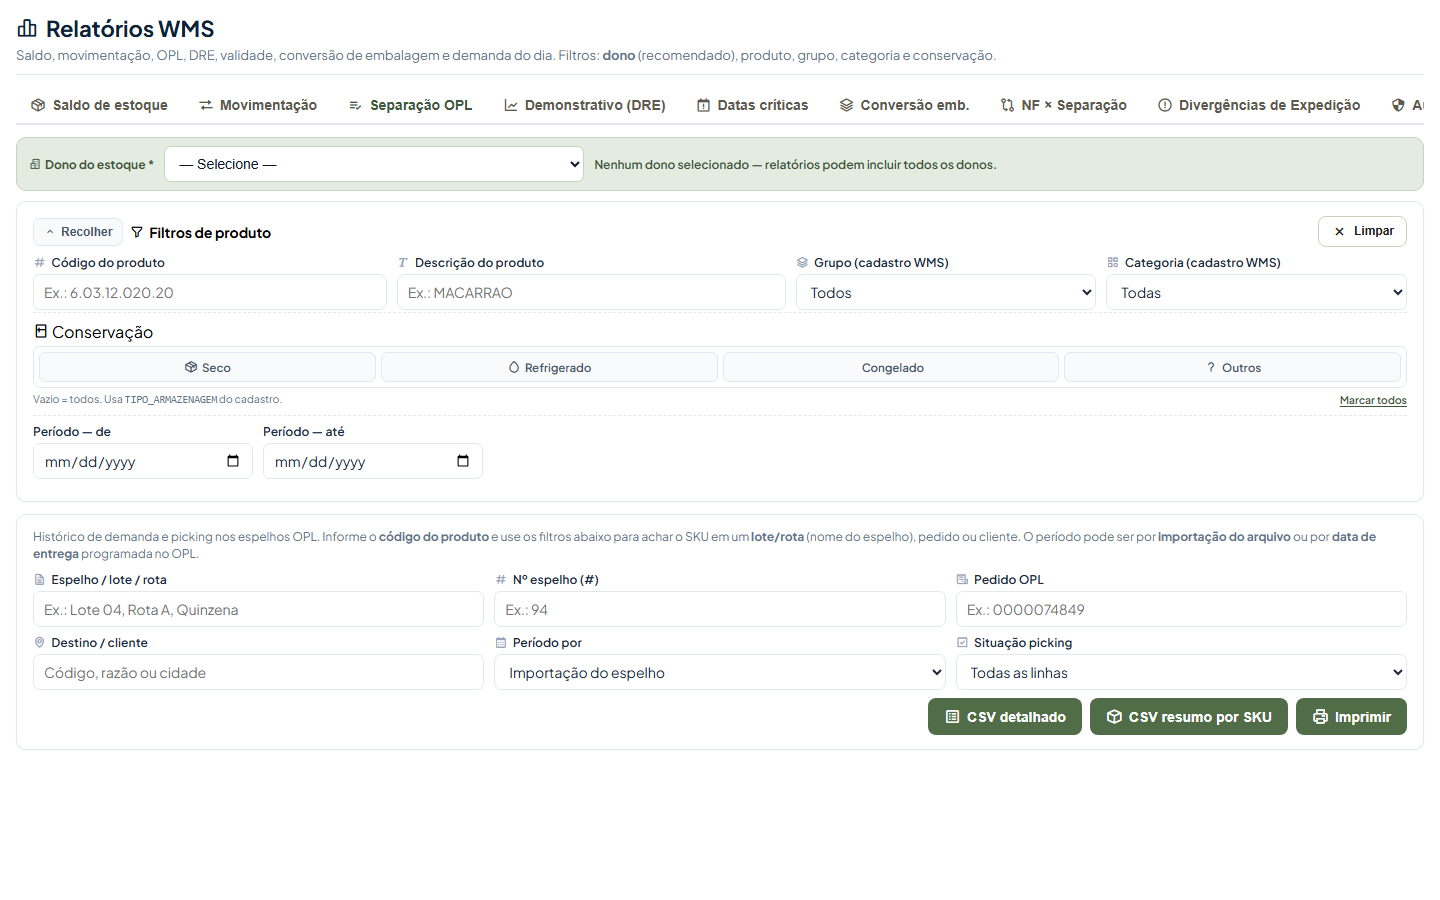 Relatórios WMS
Saldo, movimentação, OPL, DRE, validade, conversão de embalagem e demanda do dia. Filtros: dono (recomendado), produto, grupo, categoria e conservação.
Saldo de estoque Movimentação Separação OPL Demonstrativo (DRE) Datas críticas Conversão emb. NF × Separação Divergências de Expedição
Dono do estoque * — Selecione — Nenhum dono selecionado — relatórios podem incluir todos os donos.
Recolher Filtros de produto Limpar
Código do produto Descrição do produto Grupo (cadastro WMS) Categoria (cadastro WMS)
Ex.: 6.03.12.020.20 Ex.: MACARRAO Todos Todas
Conservação
Seco Refrigerado Congelado ? Outros
Vazio = todos. Usa TIPO_ARMAZENAGEM do cadastro. Marcar todos
Período — de Período — até
mm/dd/yyyy mm/dd/yyyy
Histórico de demanda e picking nos espelhos OPL. Informe o código do produto e use os filtros abaixo para achar o SKU em um lote/rota (nome do espelho), pedido ou cliente. O período pode ser por importação do arquivo ou por data de
entrega programada no OPL.
Espelho / lote / rota Nº espelho (#) Pedido OPL
Ex.: Lote 04, Rota A, Quinzena Ex.: 94 Ex.: 0000074849
Destino / cliente Período por Situação picking
Código, razão ou cidade Importação do espelho Todas as linhas
CSV detalhado CSV resumo por SKU Imprimir